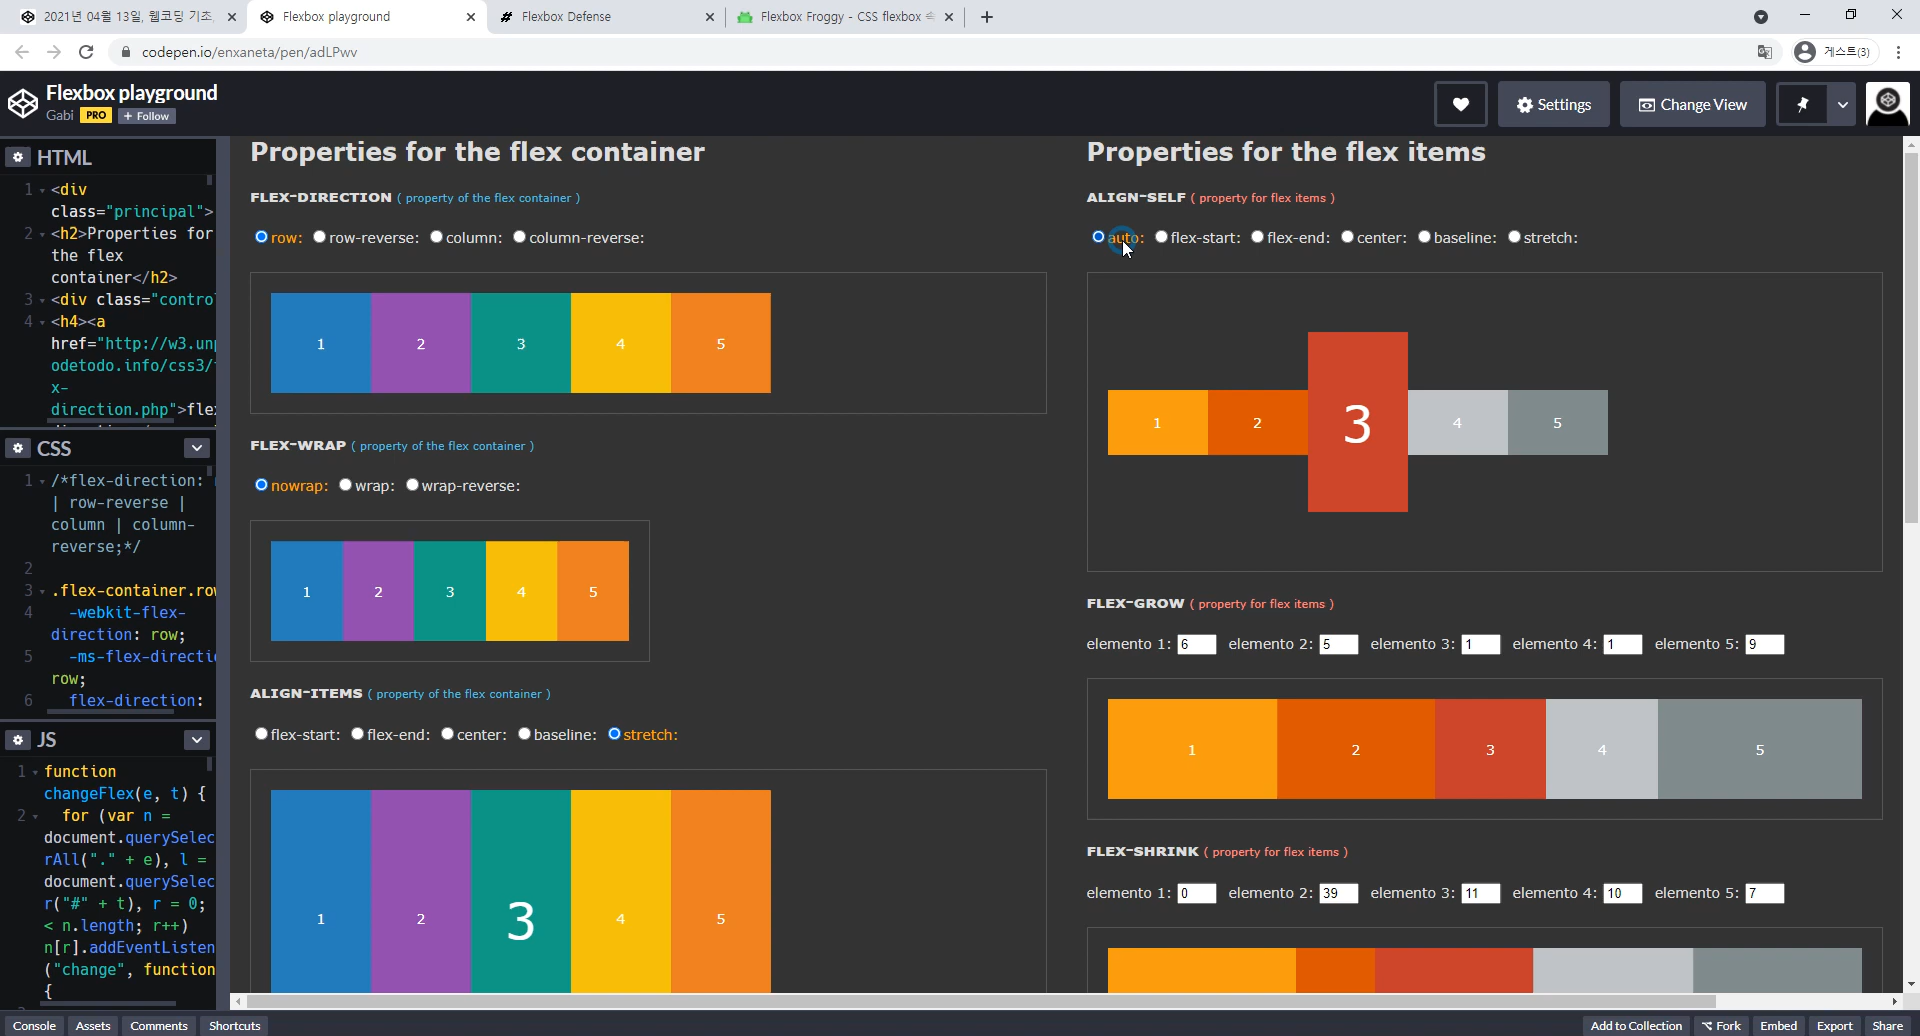 2021년 04월 13일, 웹코딩 기초
Flexbox playground
Flexbox Defense
Flexbox Froggy - CSS flexbox
codepen.io/enxaneta/pen/adLPwv
게스트(3)
Flexbox playground
Gabi PRO + Follow
Settings
Change View
HTML
1 <div
class="principal">
2 <h2>Properties for
the flex
container</h2>
3 <div class="contro
4 <h4><a
href="http://w3.un
odetodo.info/css3/
x-
direction.php">fle
CSS
1 /*flex-direction:
| row-reverse |
column | column-
reverse;*/
2
3 .flex-container.row
4 -webkit-flex-
direction: row;
5 -ms-flex-directi
row;
6 flex-direction:
JS
1 function
changeFlex(e, t) {
2 for (var n =
document.querySelec
rAll("." + e), l =
document.querySelec
r("#" + t), r = 0;
< n.length; r++)
n[r].addEventListen
("change", function
{
Properties for the flex container
FLEX-DIRECTION ( property of the flex container )
row: row-reverse: column: column-reverse:
1 2 3 4 5
FLEX-WRAP ( property of the flex container )
nowrap: wrap: wrap-reverse:
1 2 3 4 5
ALIGN-ITEMS ( property of the flex container )
flex-start: flex-end: center: baseline: stretch:
1 2 3 4 5
Properties for the flex items
ALIGN-SELF ( property for flex items )
auto: flex-start: flex-end: center: baseline: stretch:
1 2 3 4 5
FLEX-GROW ( property for flex items )
elemento 1: 6 elemento 2: 5 elemento 3: 1 elemento 4: 1 elemento 5: 9
1 2 3 4 5
FLEX-SHRINK ( property for flex items )
elemento 1: 0 elemento 2: 39 elemento 3: 11 elemento 4: 10 elemento 5: 7
Console Assets Comments Shortcuts
Add to Collection Fork Embed Export Share